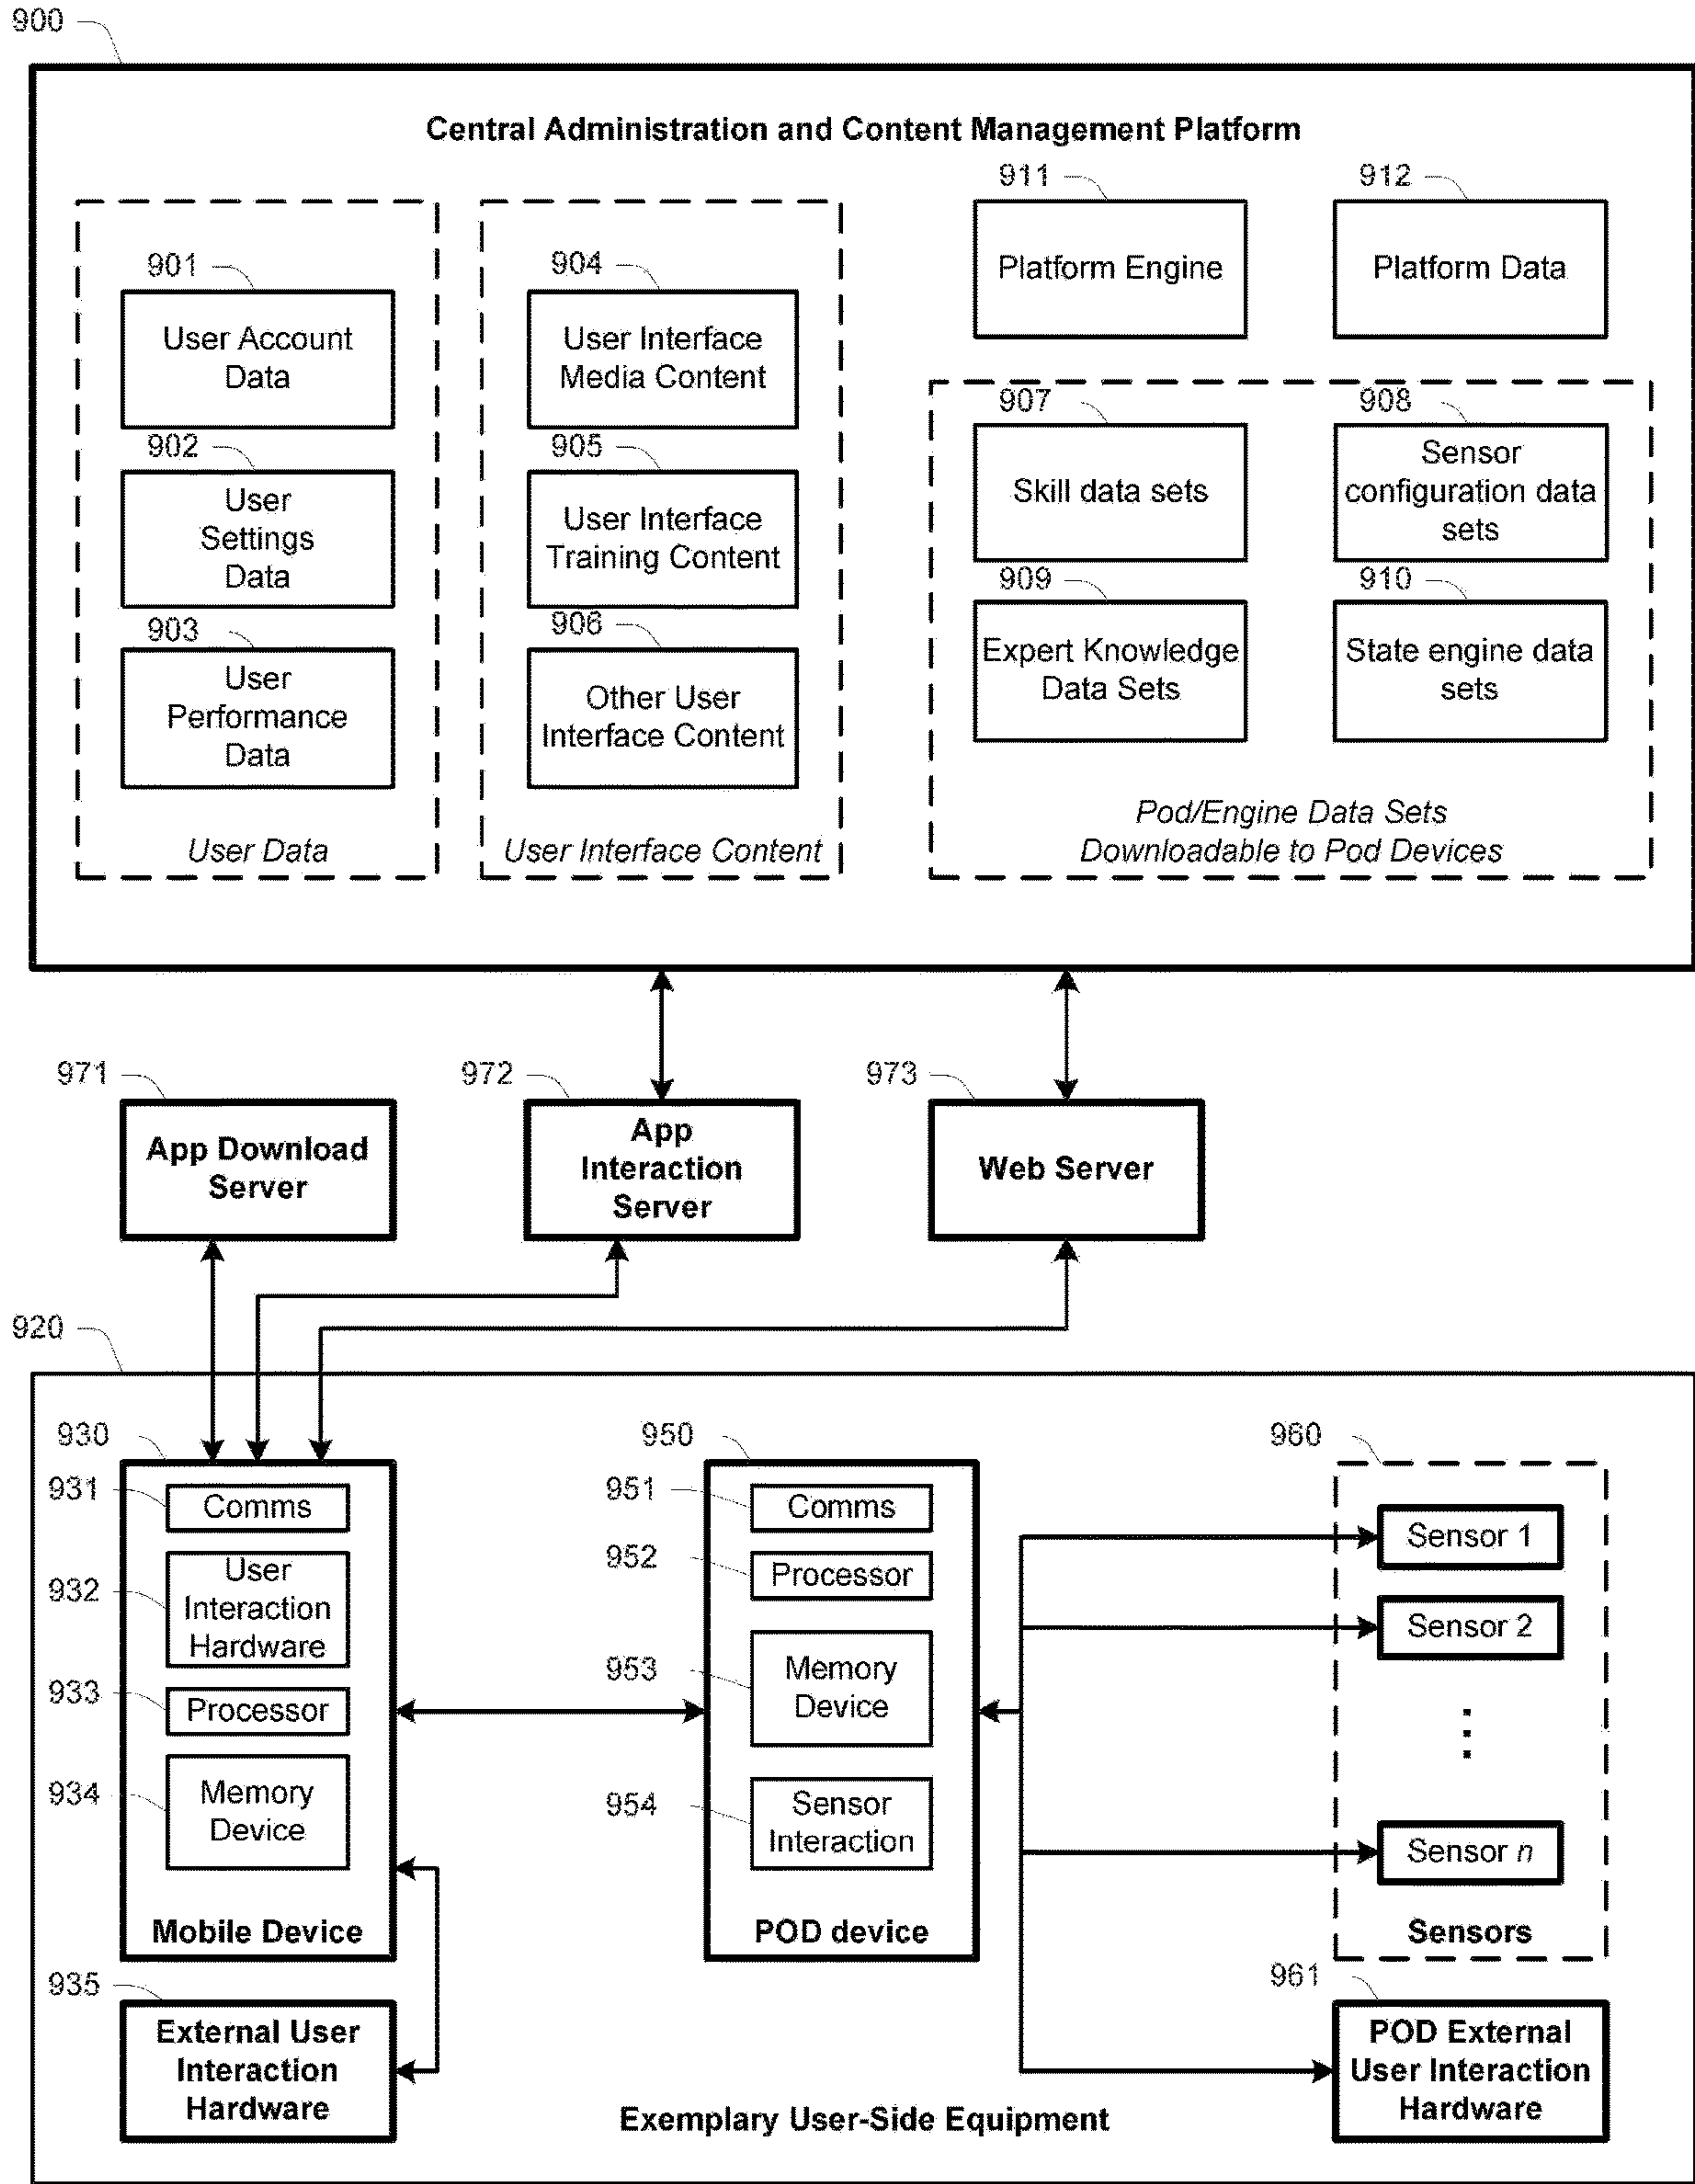 900
Central Administration and Content Management Platform
911
912
Platform Engine
Platform Data
901
User Account
Data
902
User
Settings
Data
903
User
Performance
Data
User Data
904
User Interface
Media Content
905
User Interface
Training Content
906
Other User
Interface Content
User Interface Content
907
Skill data sets
908
Sensor
configuration data
sets
909
Expert Knowledge
Data Sets
910
State engine data
sets
Pod/Engine Data Sets
Downloadable to Pod Devices
971
App Download
Server
972
App
Interaction
Server
973
Web Server
920
930
931
Comms
932
User
Interaction
Hardware
933
Processor
934
Memory
Device
Mobile Device
935
External User
Interaction
Hardware
950
951
Comms
952
Processor
953
Memory
Device
954
Sensor
Interaction
POD device
960
Sensor 1
Sensor 2
Sensor n
Sensors
961
POD External
User Interaction
Hardware
Exemplary User-Side Equipment